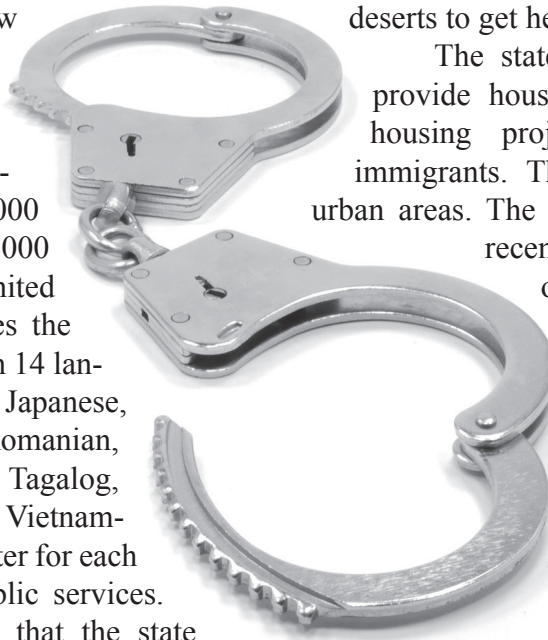 w
-
000
000
nited
es the
n 14 lan-
Japanese,
omanian,
Tagalog,
Vietnam-
ter for each
blic services.
that the state
deserts to get he
The state
provide hous
housing proj
immigrants. Th
urban areas. The
recen
o